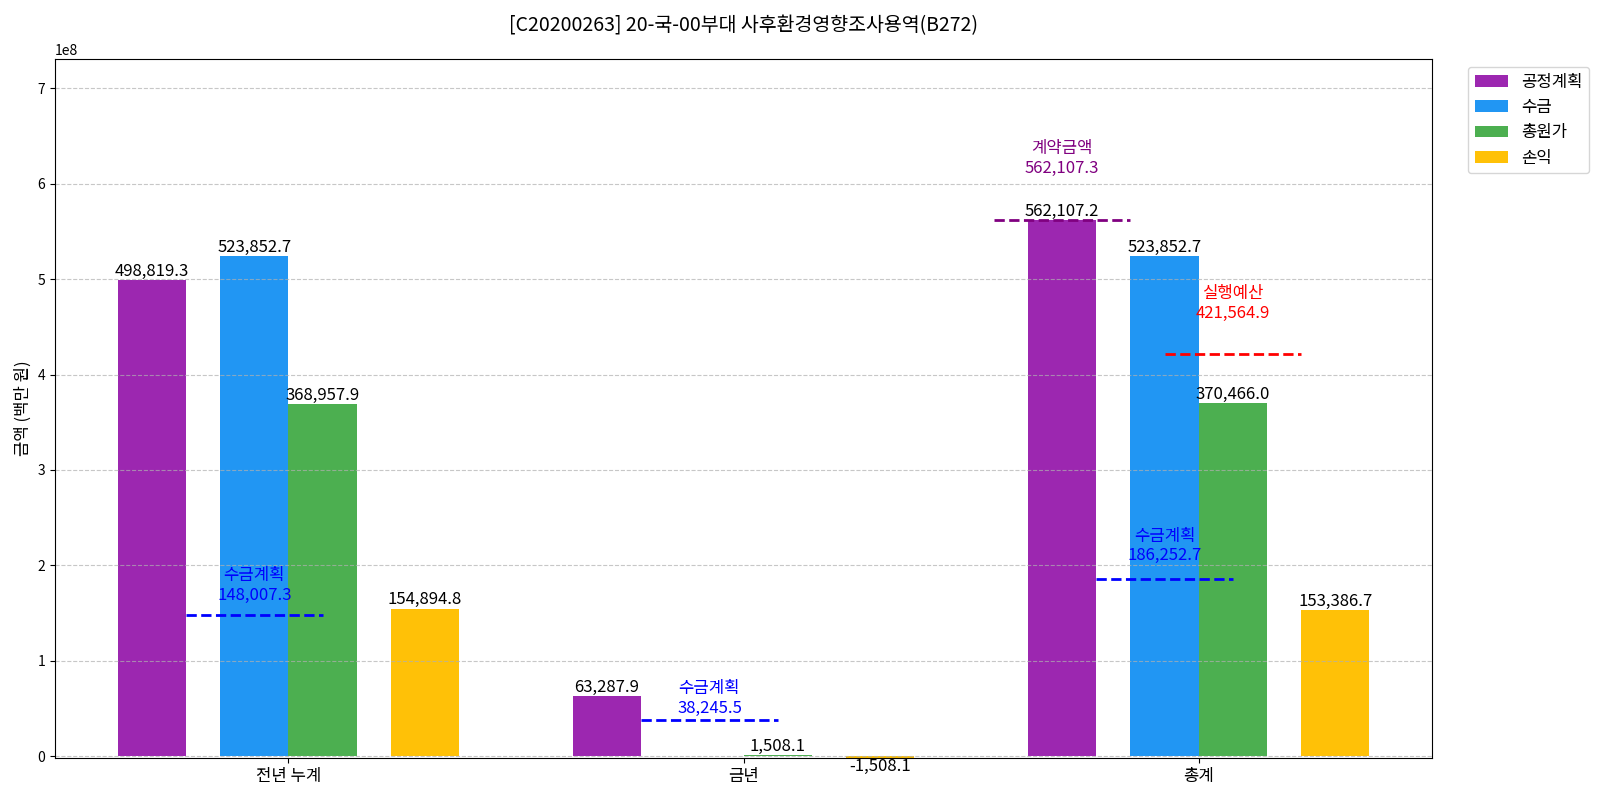 [C20200263] 20-국-00부대 사후환경영향조사용역(B272)
1e8
7
6
5
4
3
2
1
0
금액 (백만 원)
498,819.3
523,852.7
368,957.9
수금계획
148,007.3
154,894.8
63,287.9
수금계획
38,245.5
1,508.1
-1,508.1
계약금액
562,107.3
562,107.2
523,852.7
실행예산
421,564.9
370,466.0
수금계획
186,252.7
153,386.7
전년 누계
금년
총계
공정계획
수금
총원가
손익